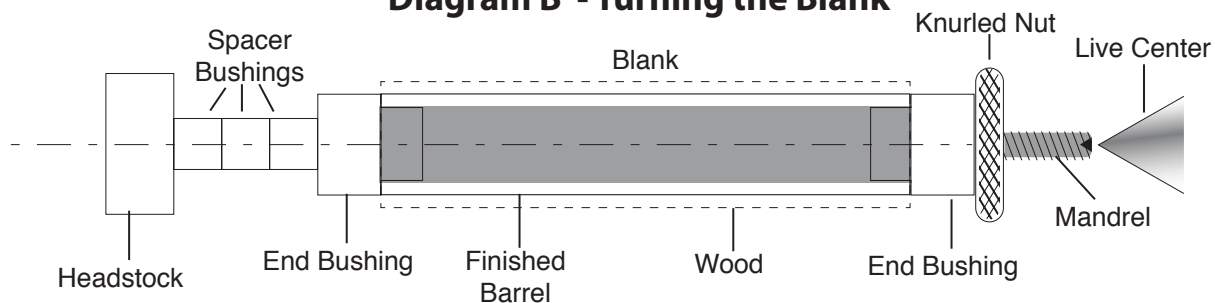 Diagram B - Turning the Blank
Knurled Nut
Spacer
Bushings
Blank
Live Center
Headstock
End Bushing
Finished
Barrel
Wood
End Bushing
Mandrel